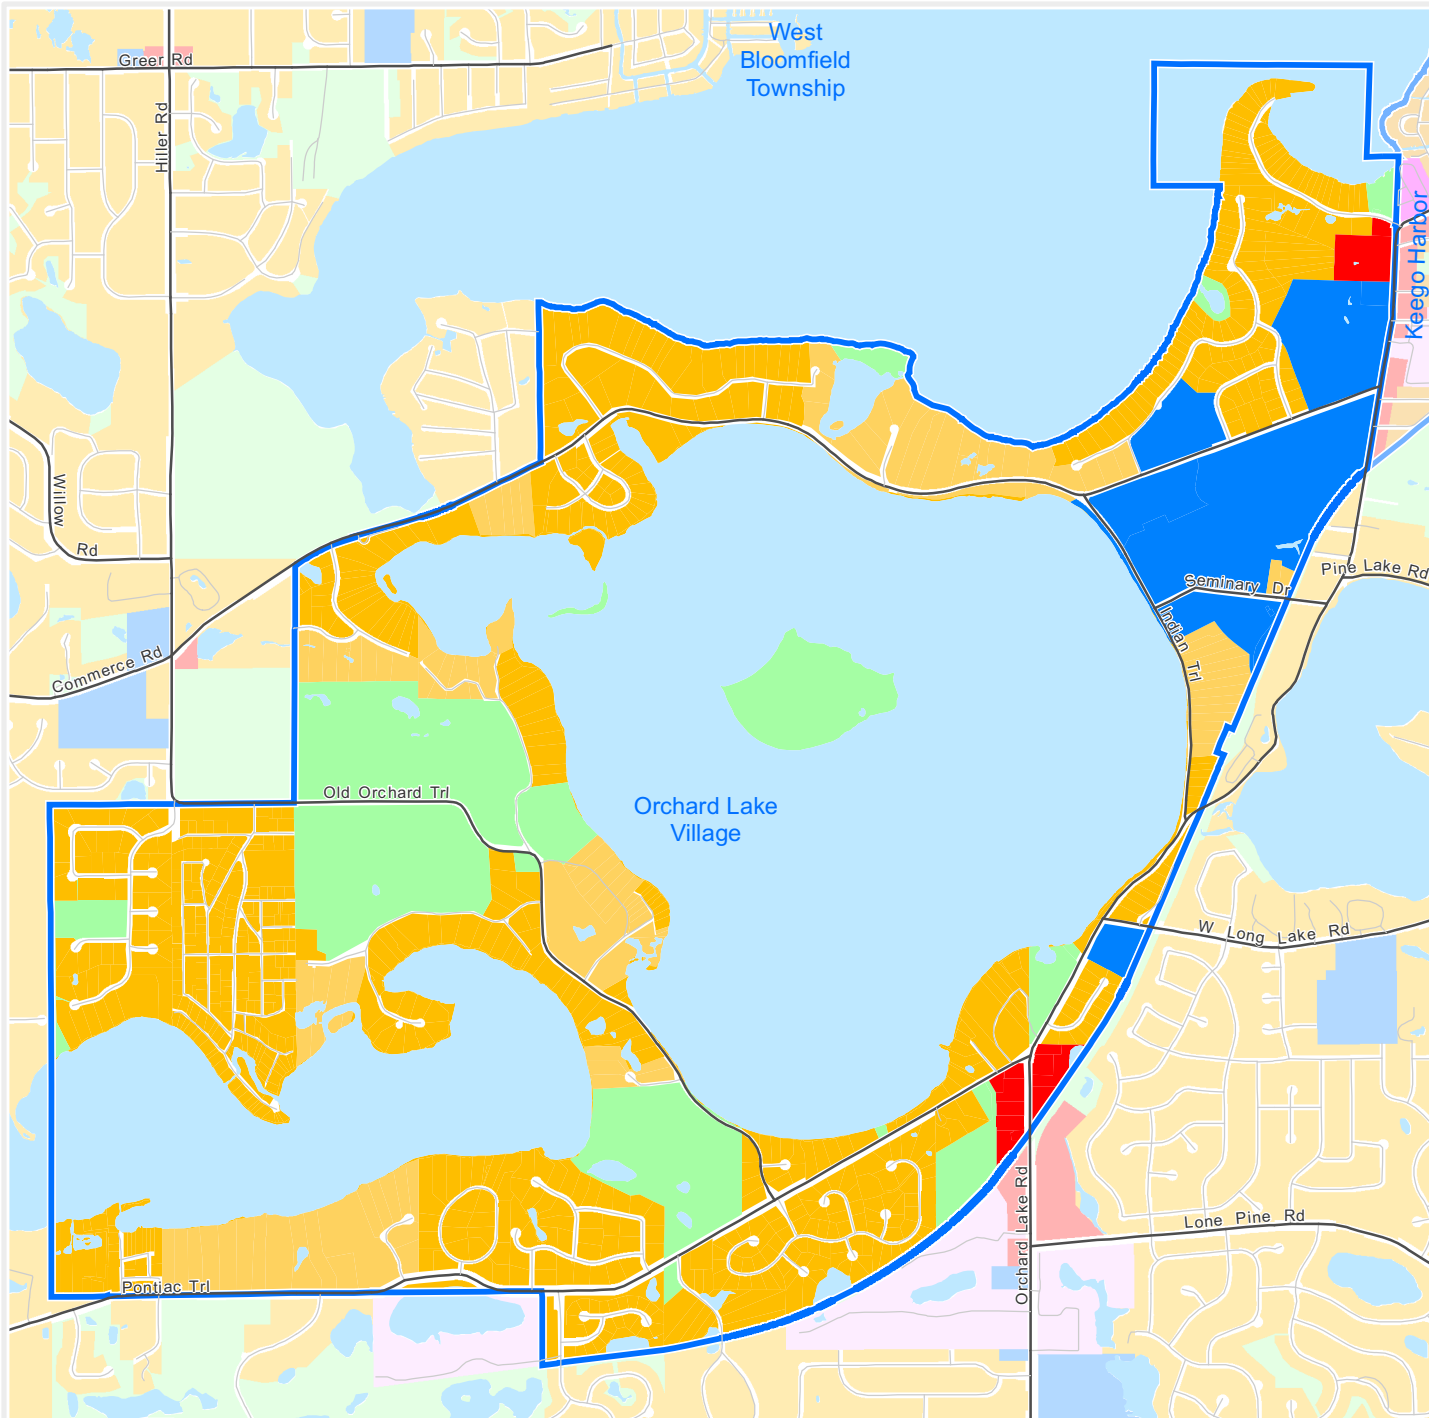 West
Bloomfield
Township
Greer Rd
Hiller Rd
Keego Harbor
Willow
Rd
Pine Lake Rd
Seminary Dr
Indian Trl
Commerce Rd
Old Orchard Trl
Orchard Lake
Village
W Long Lake Rd
Orchard Lake Rd
Lone Pine Rd
Pontiac Trl